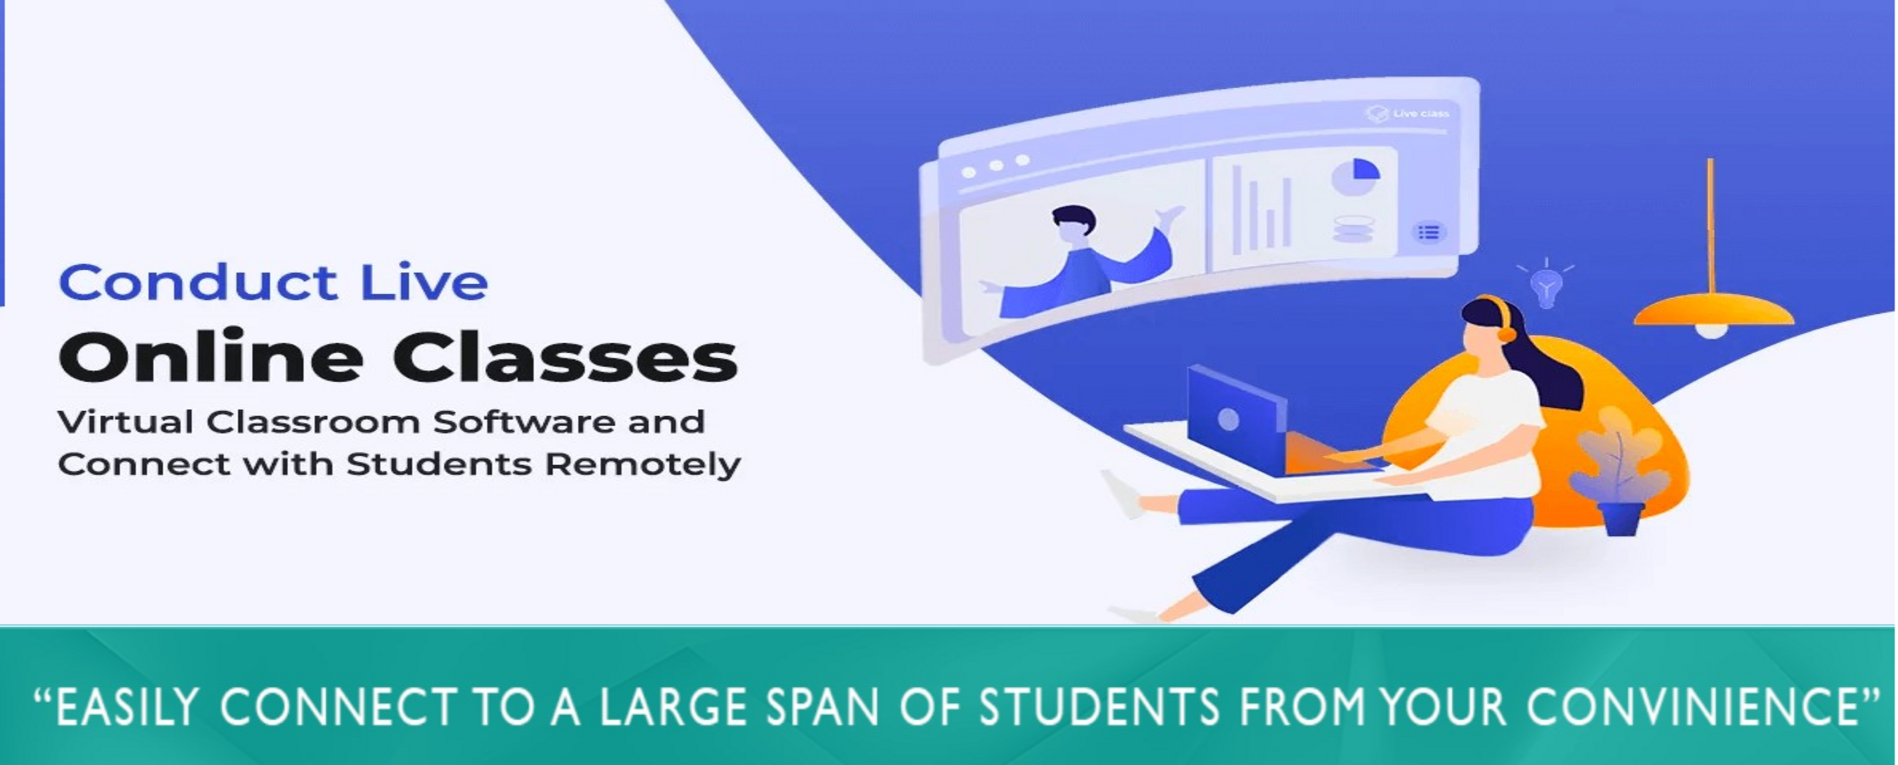 Live class
Conduct Live
Online Classes
Virtual Classroom Software and
Connect with Students Remotely
“EASILY CONNECT TO A LARGE SPAN OF STUDENTS FROM YOUR CONVINIENCE”